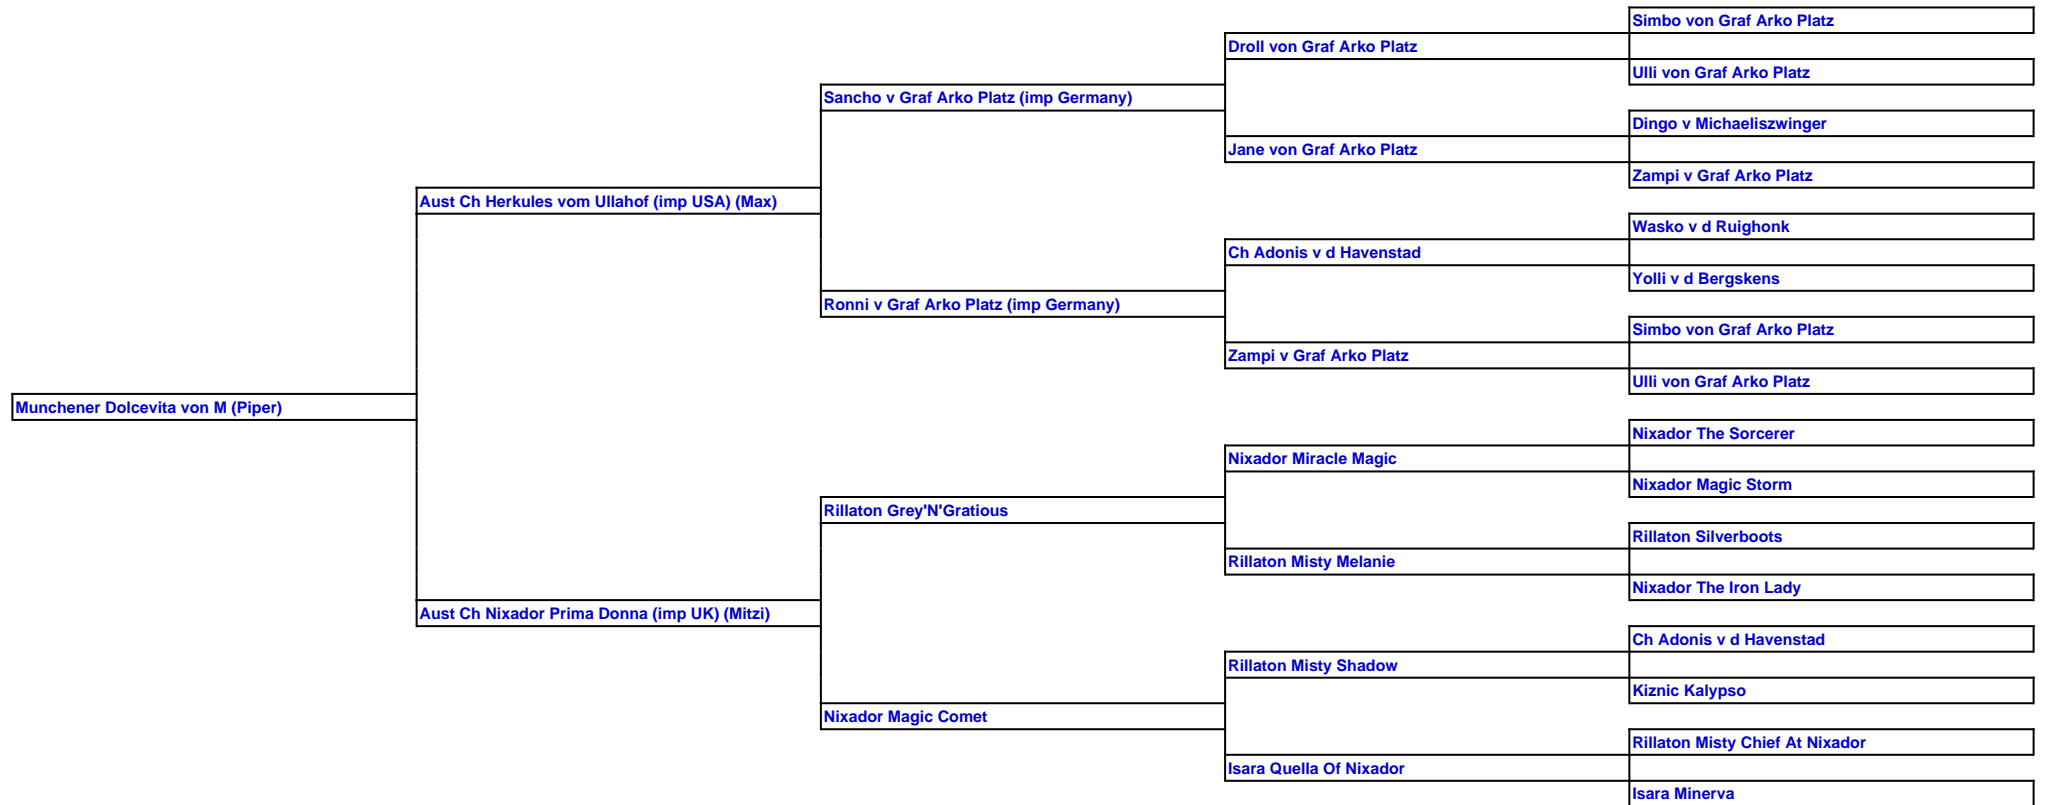 Simbo von Graf Arko Platz
Droll von Graf Arko Platz
Ulli von Graf Arko Platz
Sancho v Graf Arko Platz (imp Germany)
Dingo v Michaeliszwinger
Jane von Graf Arko Platz
Zampi v Graf Arko Platz
Aust Ch Herkules vom Ullahof (imp USA) (Max)
Wasko v d Ruighonk
Ch Adonis v d Havenstad
Yolli v d Bergskens
Ronni v Graf Arko Platz (imp Germany)
Simbo von Graf Arko Platz
Zampi v Graf Arko Platz
Ulli von Graf Arko Platz
Munchener Dolcevita von M (Piper)
Nixador The Sorcerer
Nixador Miracle Magic
Nixador Magic Storm
Rillaton Grey'N'Gratious
Rillaton Silverboots
Rillaton Misty Melanie
Nixador The Iron Lady
Aust Ch Nixador Prima Donna (imp UK) (Mitzi)
Ch Adonis v d Havenstad
Rillaton Misty Shadow
Kiznic Kalypso
Nixador Magic Comet
Rillaton Misty Chief At Nixador
Isara Quella Of Nixador
Isara Minerva